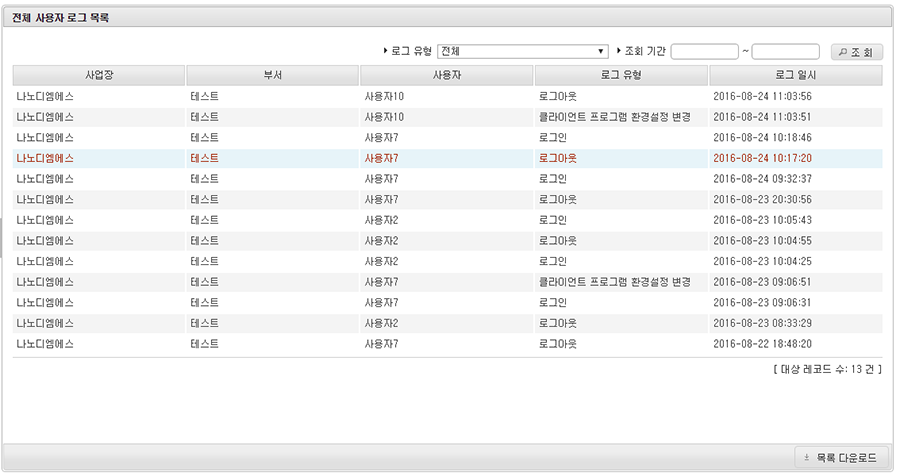 전체 사용자 로그 목록
로그 유형 전체 조회 기간 ~ 조 회
사업장 부서 사용자 로그 유형 로그 일시
나노디엠에스 테스트 사용자10 로그아웃 2016-08-24 11:03:56
나노디엠에스 테스트 사용자10 클라이언트 프로그램 환경설정 변경 2016-08-24 11:03:51
나노디엠에스 테스트 사용자7 로그인 2016-08-24 10:18:46
나노디엠에스 테스트 사용자7 로그아웃 2016-08-24 10:17:20
나노디엠에스 테스트 사용자7 로그인 2016-08-24 09:32:37
나노디엠에스 테스트 사용자7 로그아웃 2016-08-23 20:30:56
나노디엠에스 테스트 사용자2 로그인 2016-08-23 10:05:43
나노디엠에스 테스트 사용자2 로그아웃 2016-08-23 10:04:55
나노디엠에스 테스트 사용자2 로그인 2016-08-23 10:04:25
나노디엠에스 테스트 사용자7 클라이언트 프로그램 환경설정 변경 2016-08-23 09:06:51
나노디엠에스 테스트 사용자7 로그인 2016-08-23 09:06:31
나노디엠에스 테스트 사용자2 로그아웃 2016-08-23 08:33:29
나노디엠에스 테스트 사용자7 로그아웃 2016-08-22 18:48:20
[ 대상 레코드 수: 13 건 ]
목록 다운로드